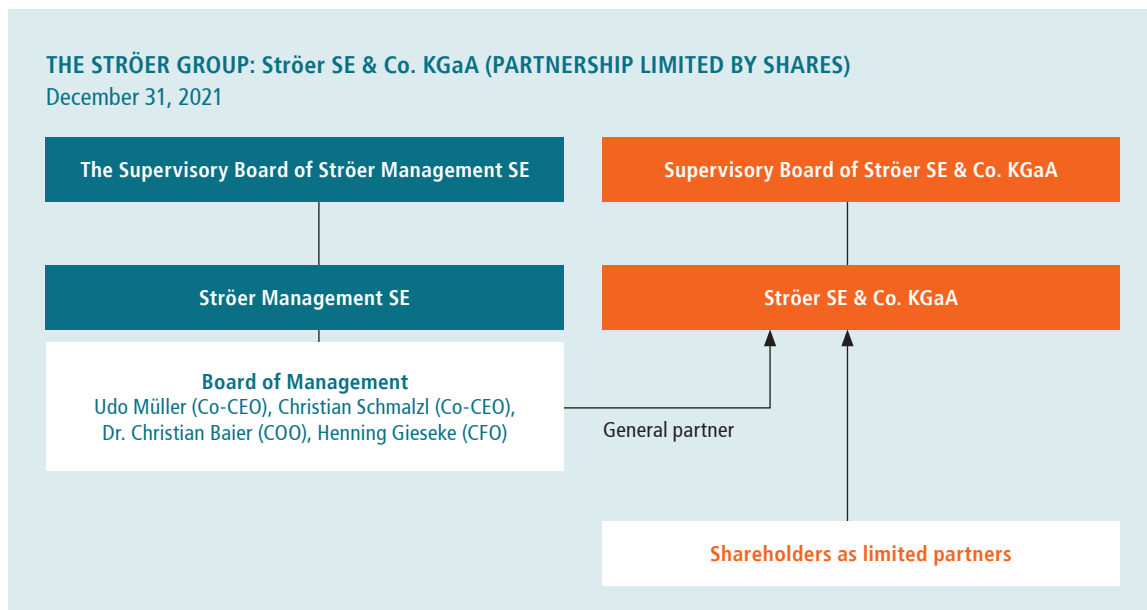 THE STRÖER GROUP: Ströer SE & Co. KGaA (PARTNERSHIP LIMITED BY SHARES)
December 31, 2021
The Supervisory Board of Ströer Management SE
Supervisory Board of Ströer SE & Co. KGaA
Ströer Management SE
Ströer SE & Co. KGaA
Board of Management
Udo Müller (Co-CEO), Christian Schmalzl (Co-CEO),
Dr. Christian Baier (COO), Henning Gieseke (CFO)
General partner
Shareholders as limited partners